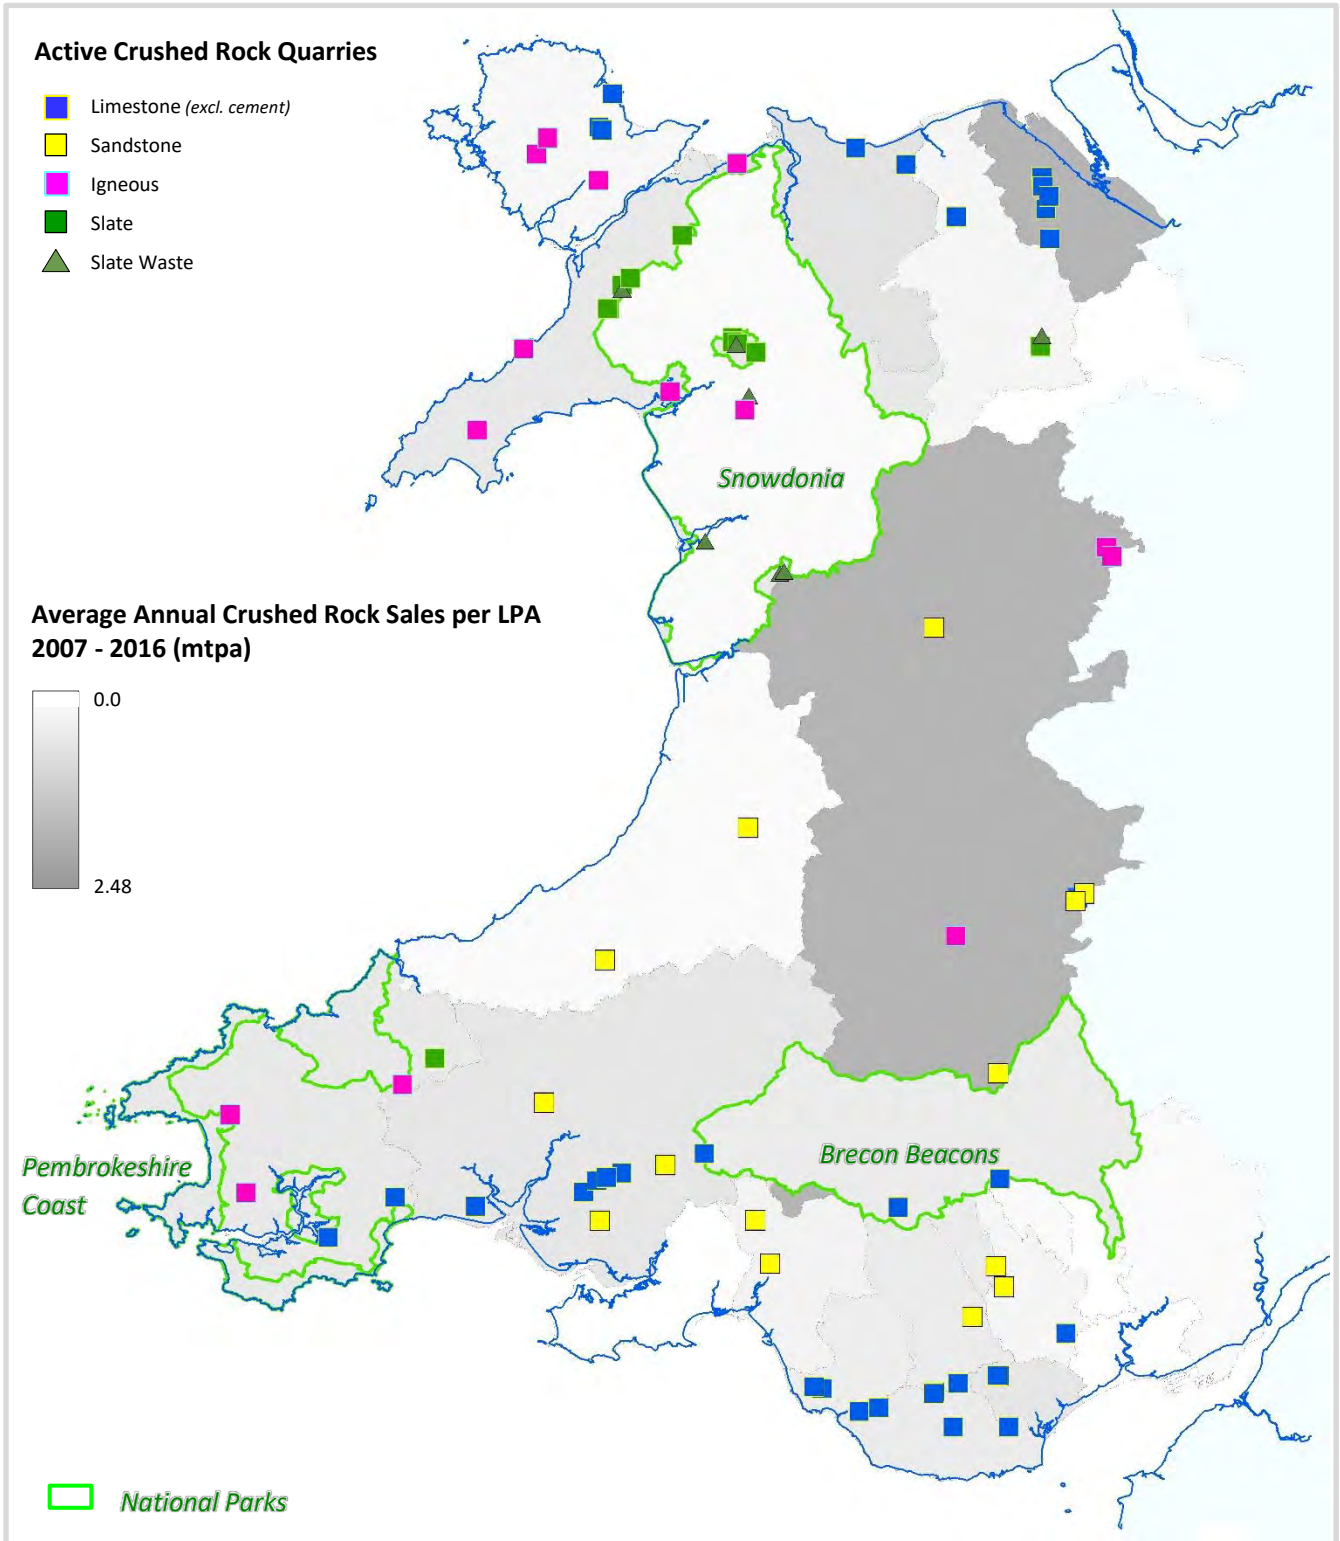 Active Crushed Rock Quarries
Limestone (excl. cement)
Sandstone
Igneous
Slate
Slate Waste
Snowdonia
Average Annual Crushed Rock Sales per LPA
2007 - 2016 (mtpa)
0.0
2.48
Pembrokeshire
Coast
Brecon Beacons
National Parks